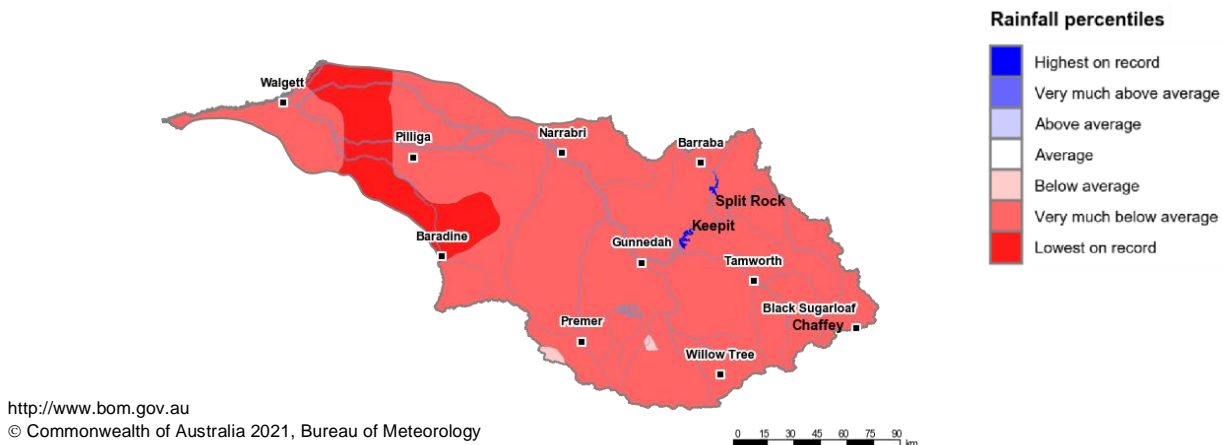 Rainfall percentiles
Highest on record
Very much above average
Above average
Average
Below average
Very much below average
Lowest on record
Walgett
Pilliga
Narrabri
Barraba
Split Rock
Keepit
Baradine
Gunnedah
Tamworth
Black Sugarloaf
Chaffey
Premer
Willow Tree
http://www.bom.gov.au
© Commonwealth of Australia 2021, Bureau of Meteorology
0 15 30 45 60 75 90
km